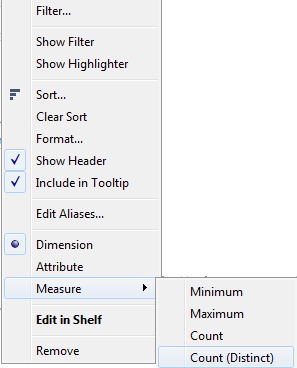 Filter...
Show Filter
Show Highlighter
Sort...
Clear Sort
Format...
Show Header
Include in Tooltip
Edit Aliases...
Dimension
Attribute
Measure
Edit in Shelf
Remove
Minimum
Maximum
Count
Count (Distinct)